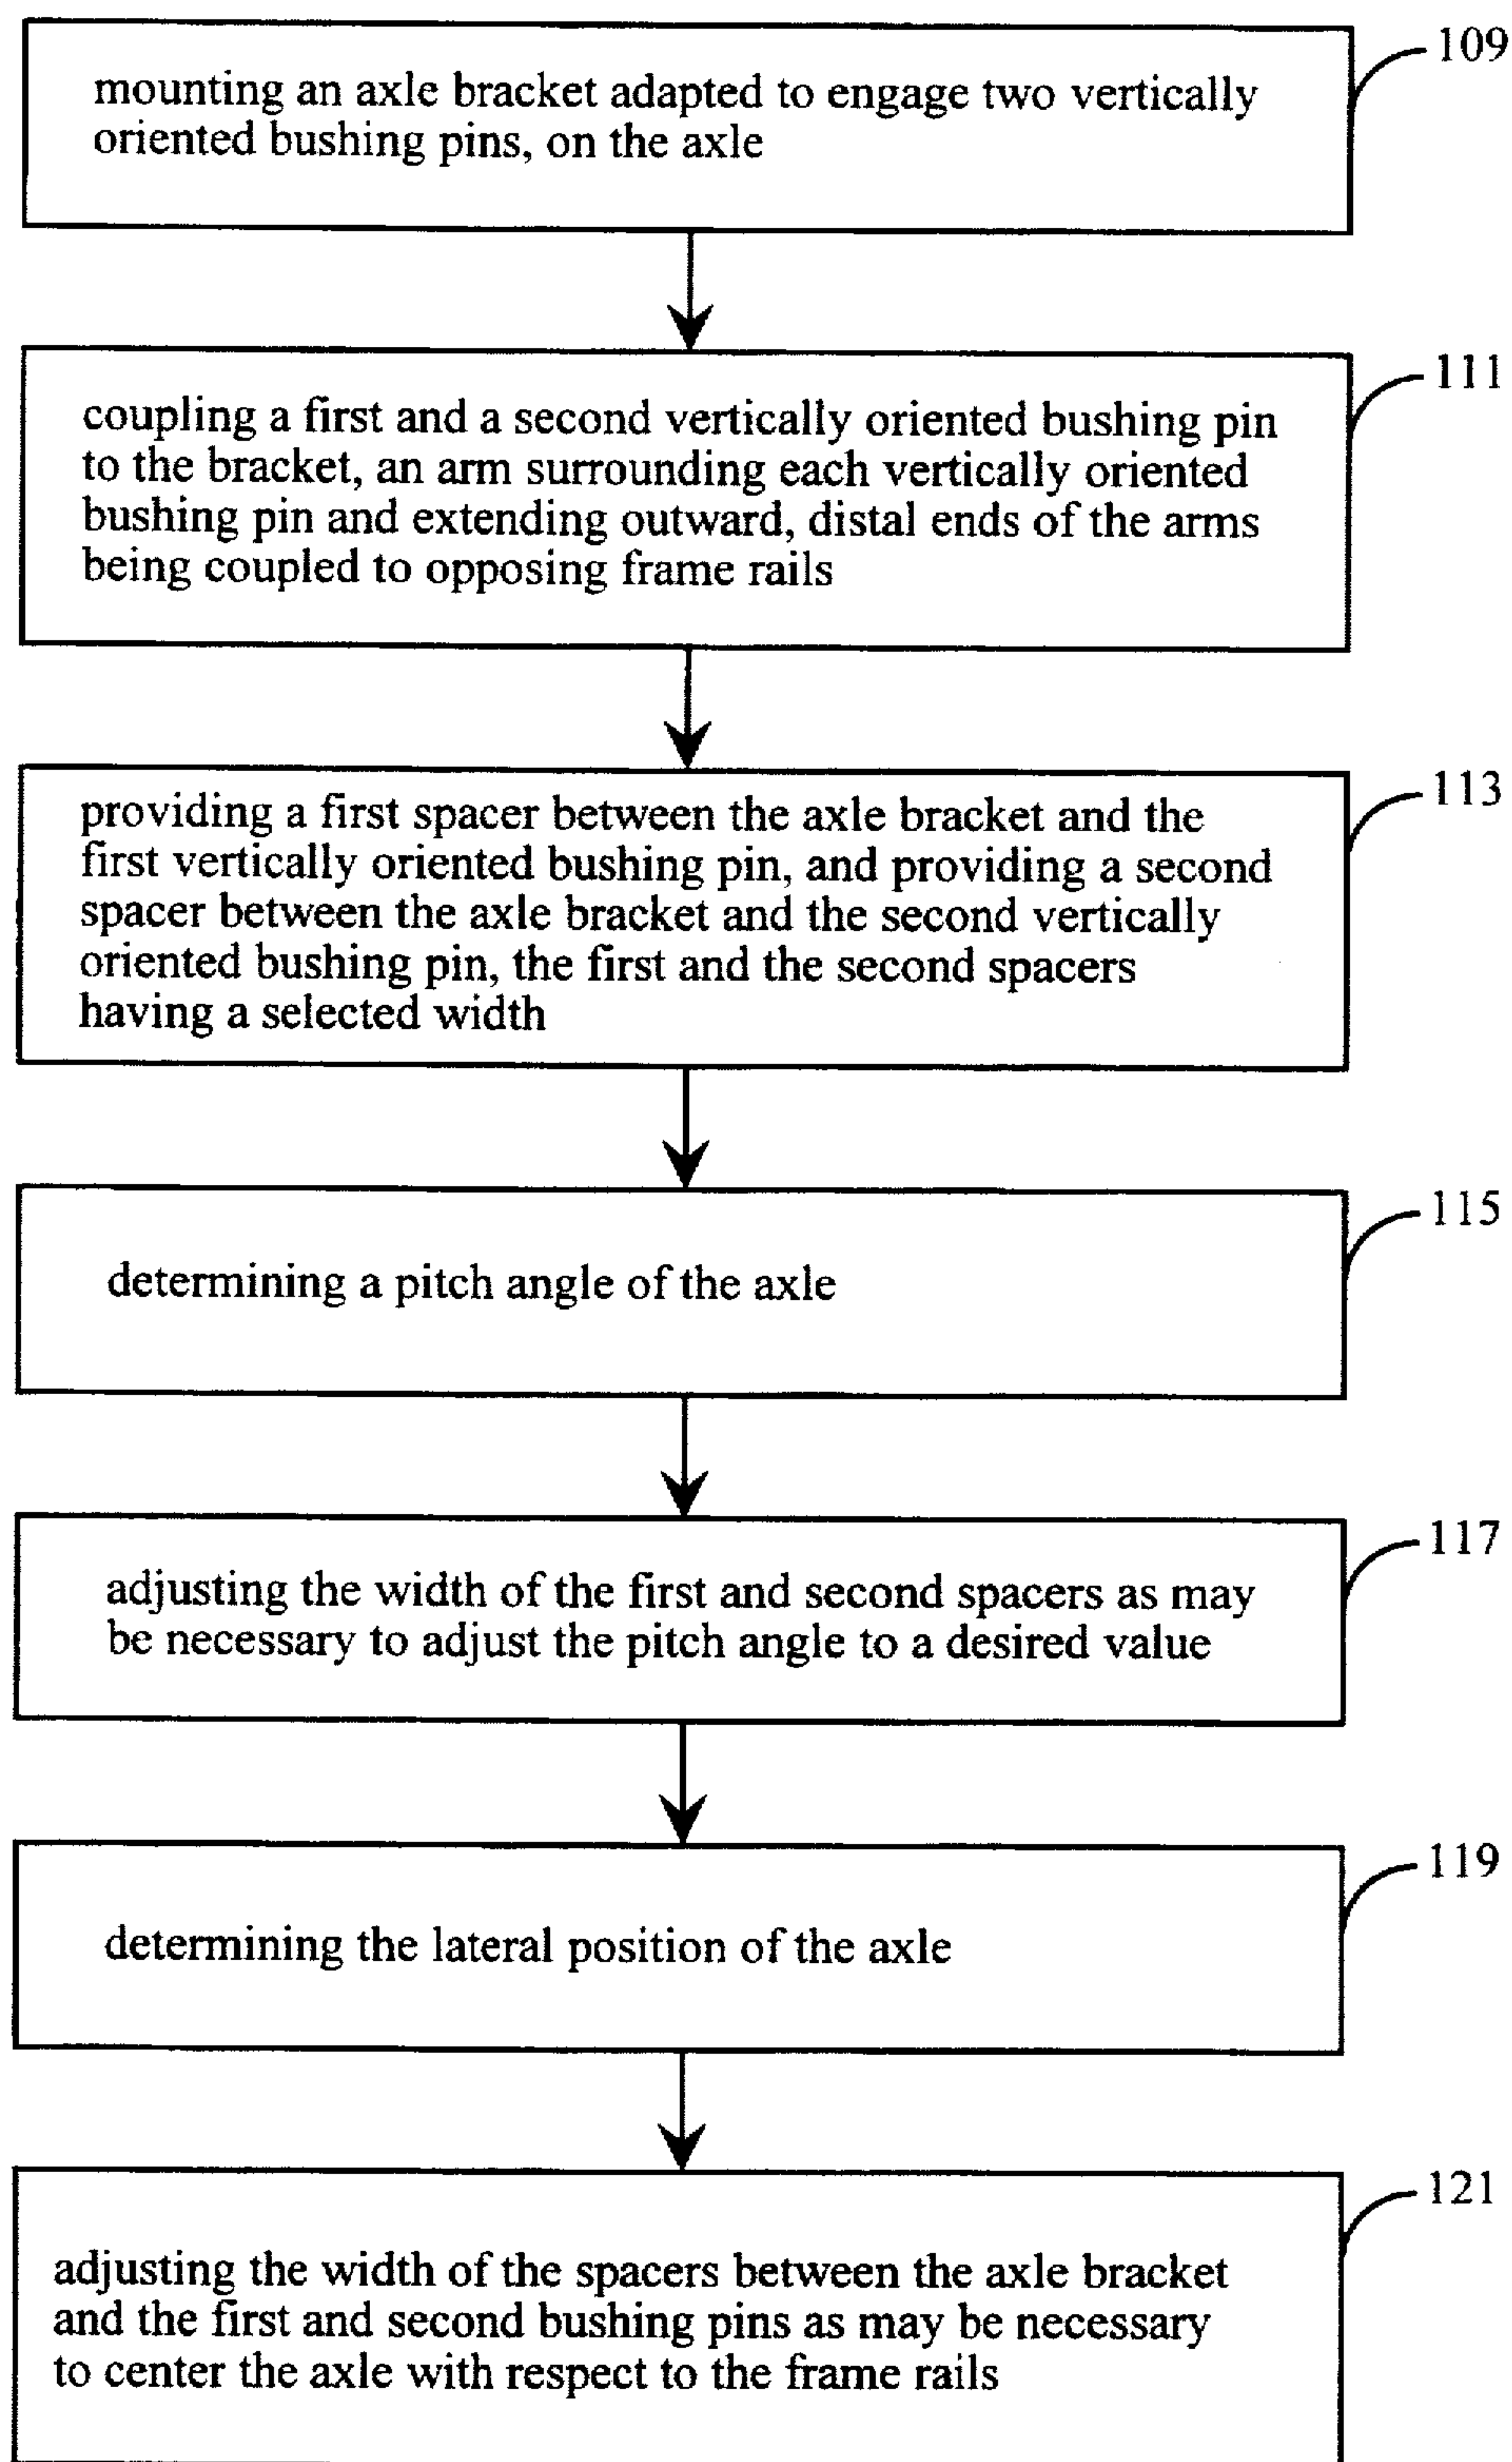 109
mounting an axle bracket adapted to engage two vertically
oriented bushing pins, on the axle
111
coupling a first and a second vertically oriented bushing pin
to the bracket, an arm surrounding each vertically oriented
bushing pin and extending outward, distal ends of the arms
being coupled to opposing frame rails
113
providing a first spacer between the axle bracket and the
first vertically oriented bushing pin, and providing a second
spacer between the axle bracket and the second vertically
oriented bushing pin, the first and the second spacers
having a selected width
115
determining a pitch angle of the axle
117
adjusting the width of the first and second spacers as may
be necessary to adjust the pitch angle to a desired value
119
determining the lateral position of the axle
121
adjusting the width of the spacers between the axle bracket
and the first and second bushing pins as may be necessary
to center the axle with respect to the frame rails